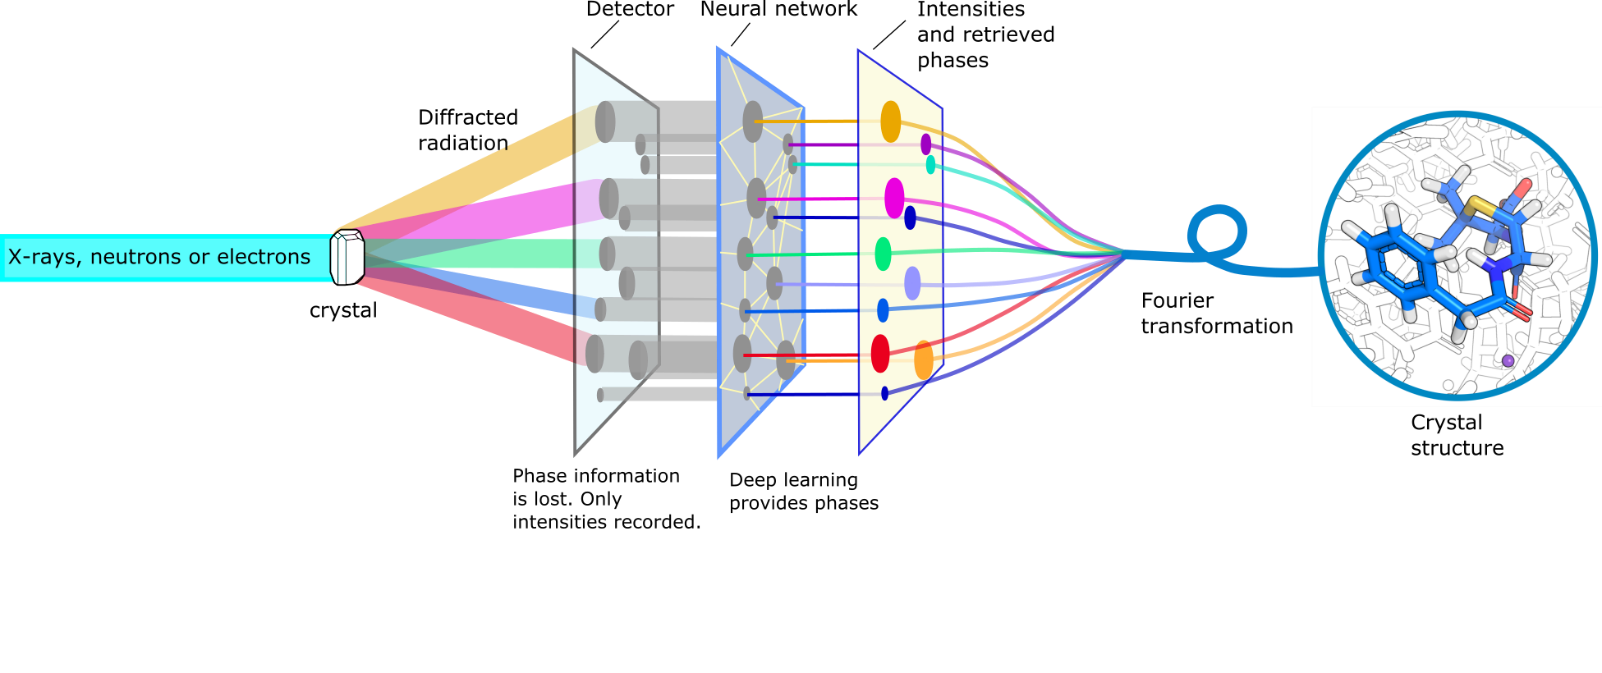 Detector
Neural network
Intensities
and retrieved
phases
Diffracted
radiation
X-rays, neutrons or electrons
crystal
Fourier
transformation
Crystal
structure
Phase information
is lost. Only
intensities recorded.
Deep learning
provides phases